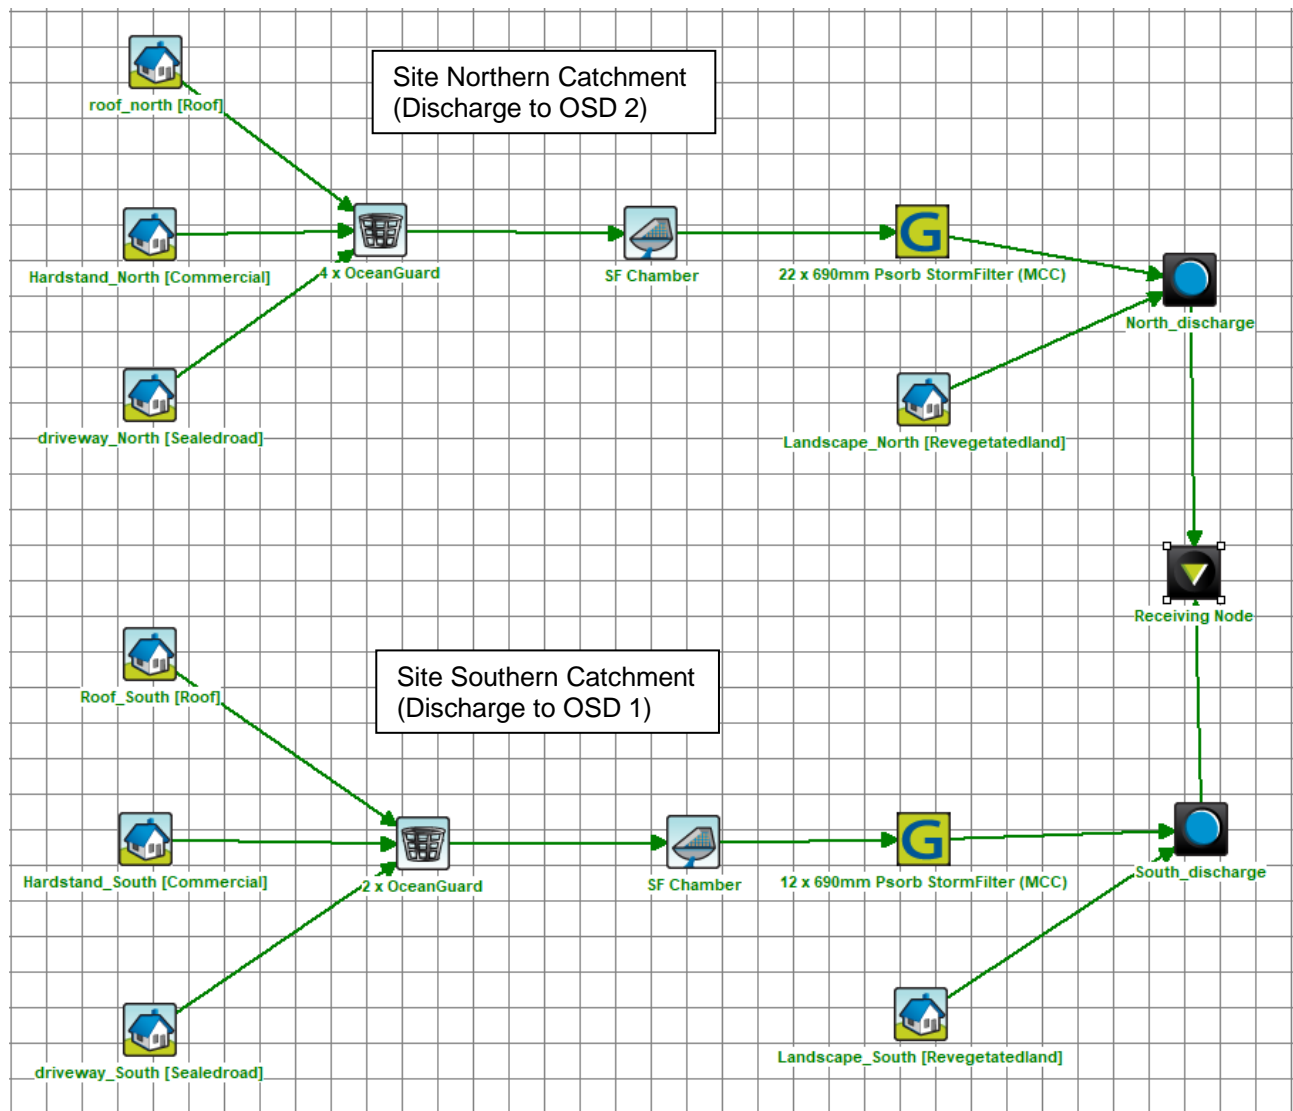 Site Northern Catchment
(Discharge to OSD 2)
roof_north [Roof]
Hardstand_North [Commercial]
4 x OceanGuard
SF Chamber
G
22 x 690mm Psorb StormFilter (MCC)
North_discharge
driveway_North [Sealedroad]
Landscape_North [Revegetatedland]
Receiving Node
Site Southern Catchment
(Discharge to OSD 1)
Roof_South [Roof]
Hardstand_South [Commercial]
2 x OceanGuard
SF Chamber
G
12 x 690mm Psorb StormFilter (MCC)
South_discharge
Landscape_South [Revegetatedland]
driveway_South [Sealedroad]